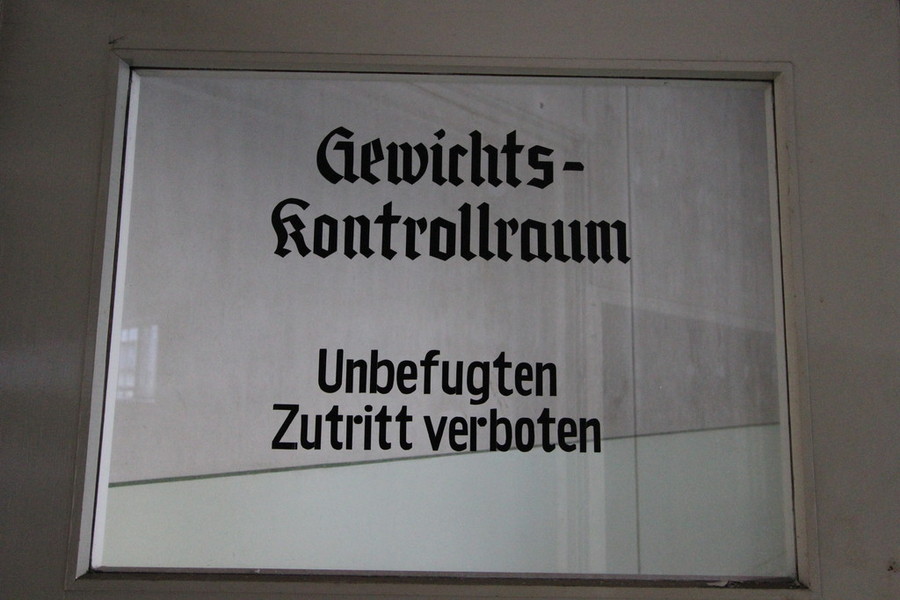 Gewichts-
Kontrollraum
Unbefugten
Zutritt verboten